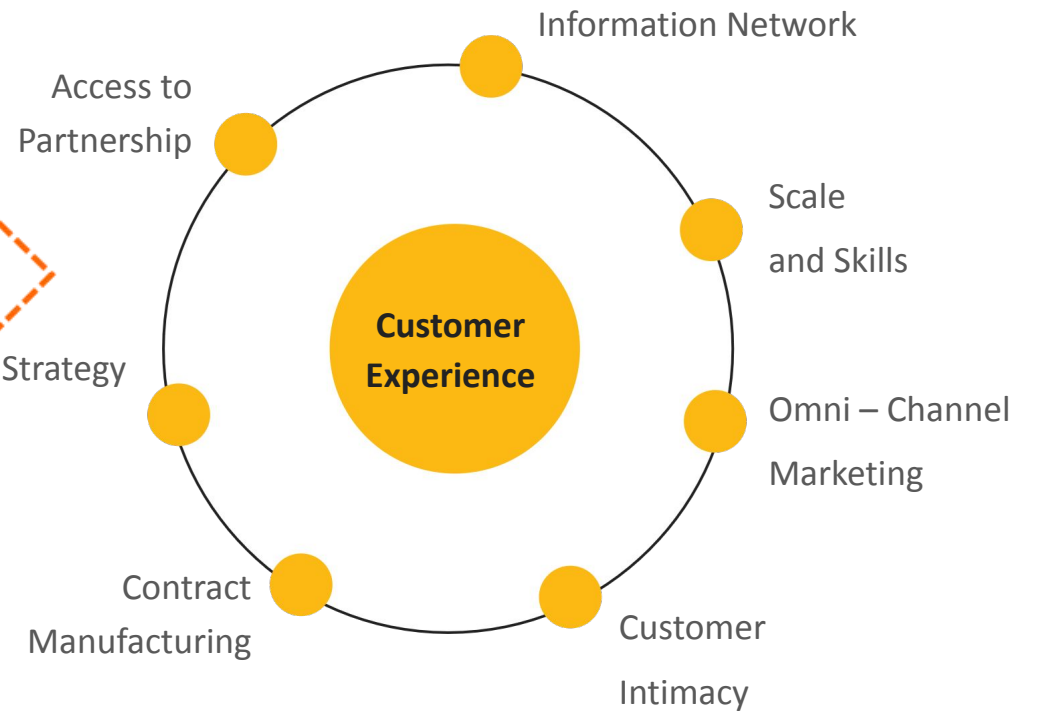 Information Network
Access to
Partnership
Scale
and Skills
Customer
Experience
Strategy
Omni – Channel
Marketing
Contract
Manufacturing
Customer
Intimacy